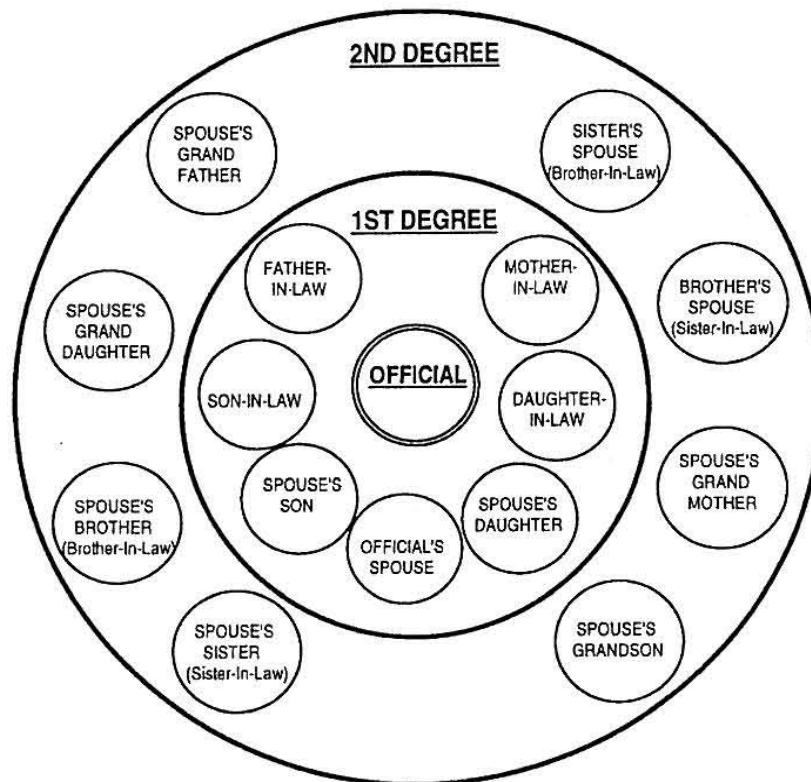 2ND DEGREE
SPOUSE'S
GRAND
FATHER
SISTER'S
SPOUSE
(Brother-In-Law)
1ST DEGREE
FATHER-
IN-LAW
MOTHER-
IN-LAW
SPOUSE'S
GRAND
DAUGHTER
BROTHER'S
SPOUSE
(Sister-In-Law)
OFFICIAL
SON-IN-LAW
DAUGHTER-
IN-LAW
SPOUSE'S
SON
SPOUSE'S
DAUGHTER
SPOUSE'S
GRAND
MOTHER
SPOUSE'S
BROTHER
(Brother-In-Law)
OFFICIAL'S
SPOUSE
SPOUSE'S
SISTER
(Sister-In-Law)
SPOUSE'S
GRANDSON